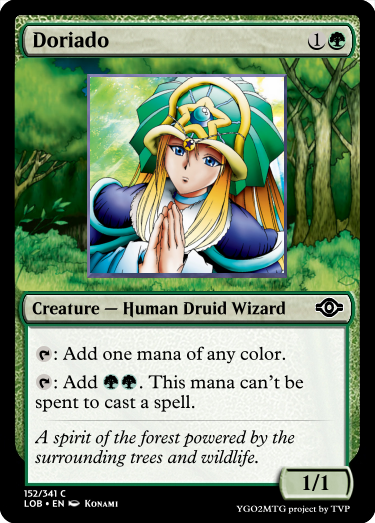 Doriado 1
Creature — Human Druid Wizard
: Add one mana of any color.
: Add . This mana can't be
spent to cast a spell.
A spirit of the forest powered by the
surrounding trees and wildlife.
1/1
152/341 C
LOB • EN Konami
YGO2MTG project by TVP